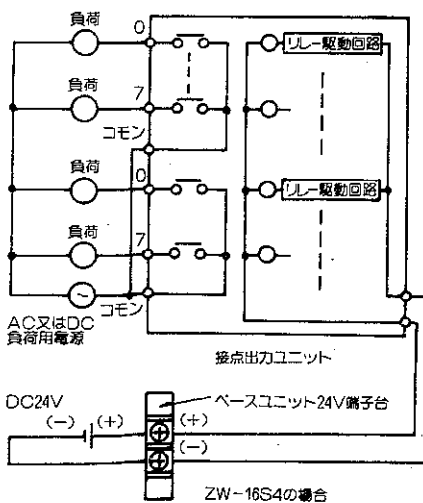 負荷
0
リレー駆動回路
負荷
7
コモン
負荷
0
リレー駆動回路
負荷
7
コモン
AC又はDC
負荷用電源
接点出力ユニット
DC24V
ベースユニット24V端子台
(-) (+)
(+)
(-)
ZW-16S4の場合